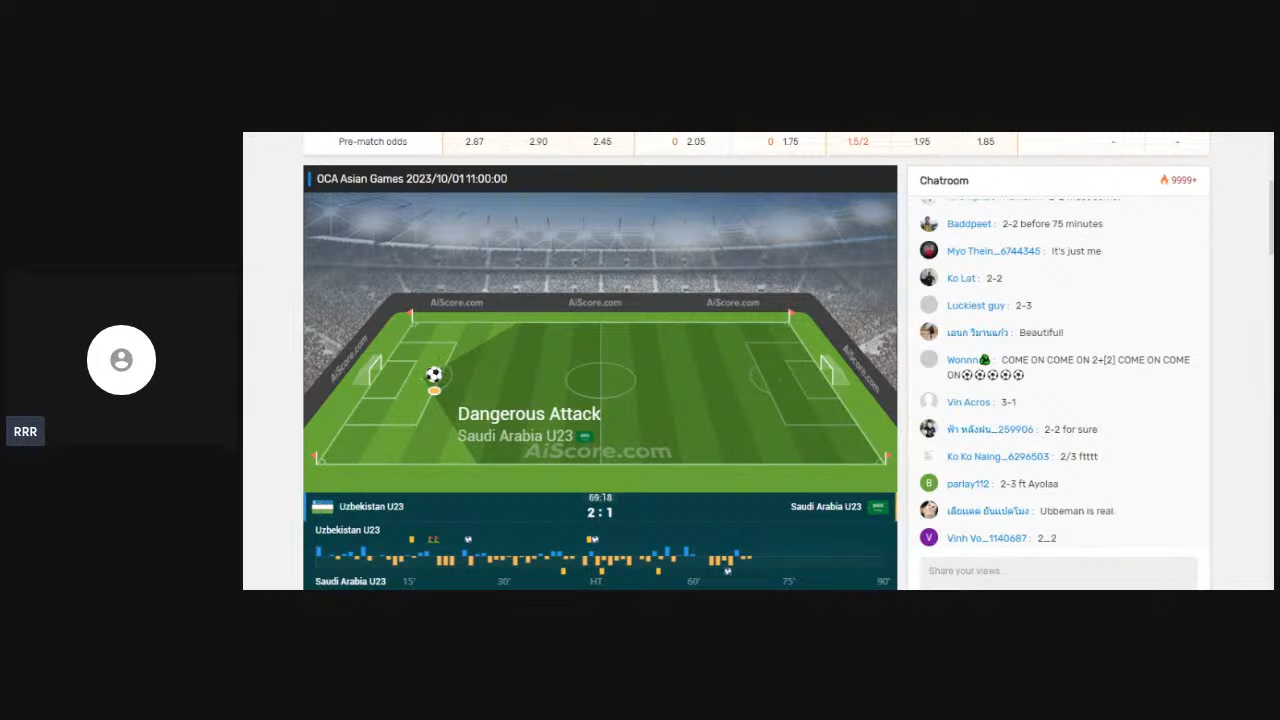 Pre-match odds 2.87 2.90 2.45 0 2.05 0 1.75 1.5/2 1.95 1.85 - -
OCA Asian Games 2023/10/01 11:00:00
AiScore.com AiScore.com AiScore.com
AiScore.com AiScore.com
Dangerous Attack
Saudi Arabia U23
AiScore.com
69:18
Uzbekistan U23 2 : 1 Saudi Arabia U23
Uzbekistan U23
Saudi Arabia U23 15' 30' HT 60' 75' 90'
Chatroom 9999+
Baddpeet : 2-2 before 75 minutes
Myo Thein_6744345 : It's just me
Ko Lat : 2-2
Luckiest guy : 2-3
เอนก วิมานแก้ว : Beautiful!
Wonnn : COME ON COME ON 2+[2] COME ON COME
ON
Vin Acros : 3-1
ฟ้า หลังฝน_259906 : 2-2 for sure
Ko Ko Naing_6296503 : 2/3 ftttt
B parlay112 : 2-3 ft Ayolaa
Ubbeman is real.
V Vinh Vo_1140687 : 2_2
Share your views...
RRR